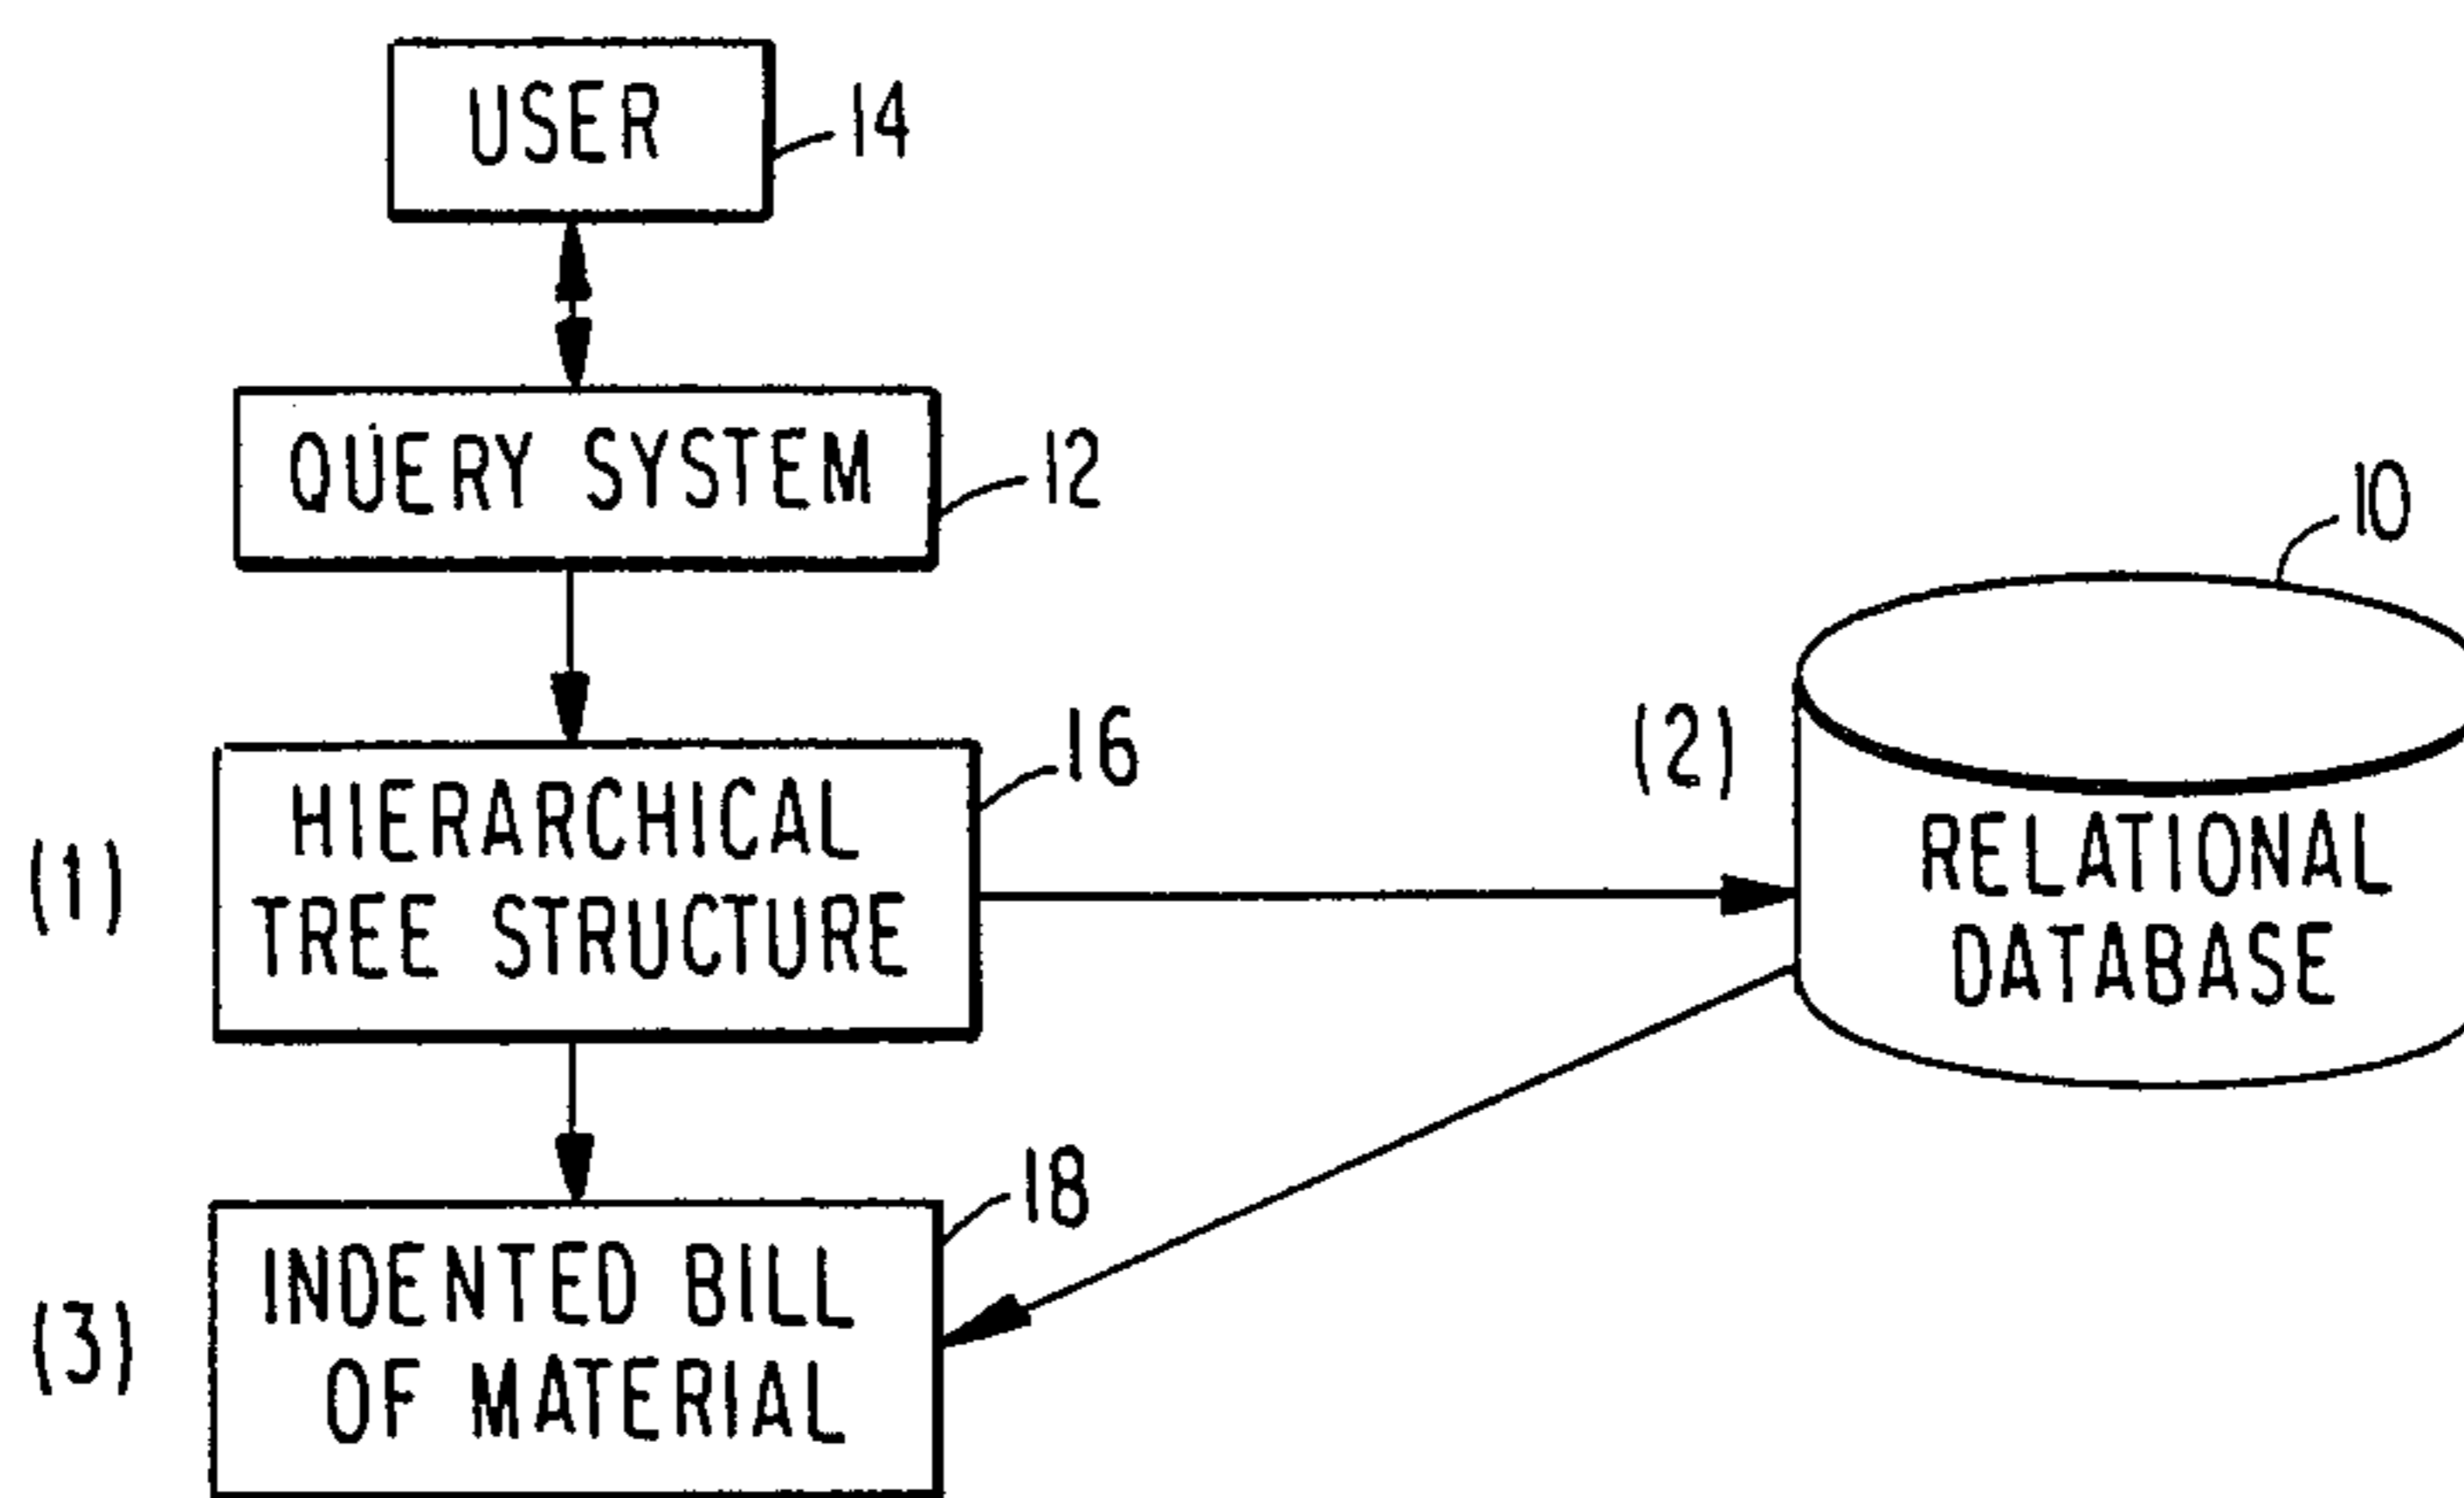 USER
14
QUERY SYSTEM
12
10
16
(1)
HIERARCHICAL
TREE STRUCTURE
(2)
RELATIONAL
DATABASE
18
(3)
INDENTED BILL
OF MATERIAL